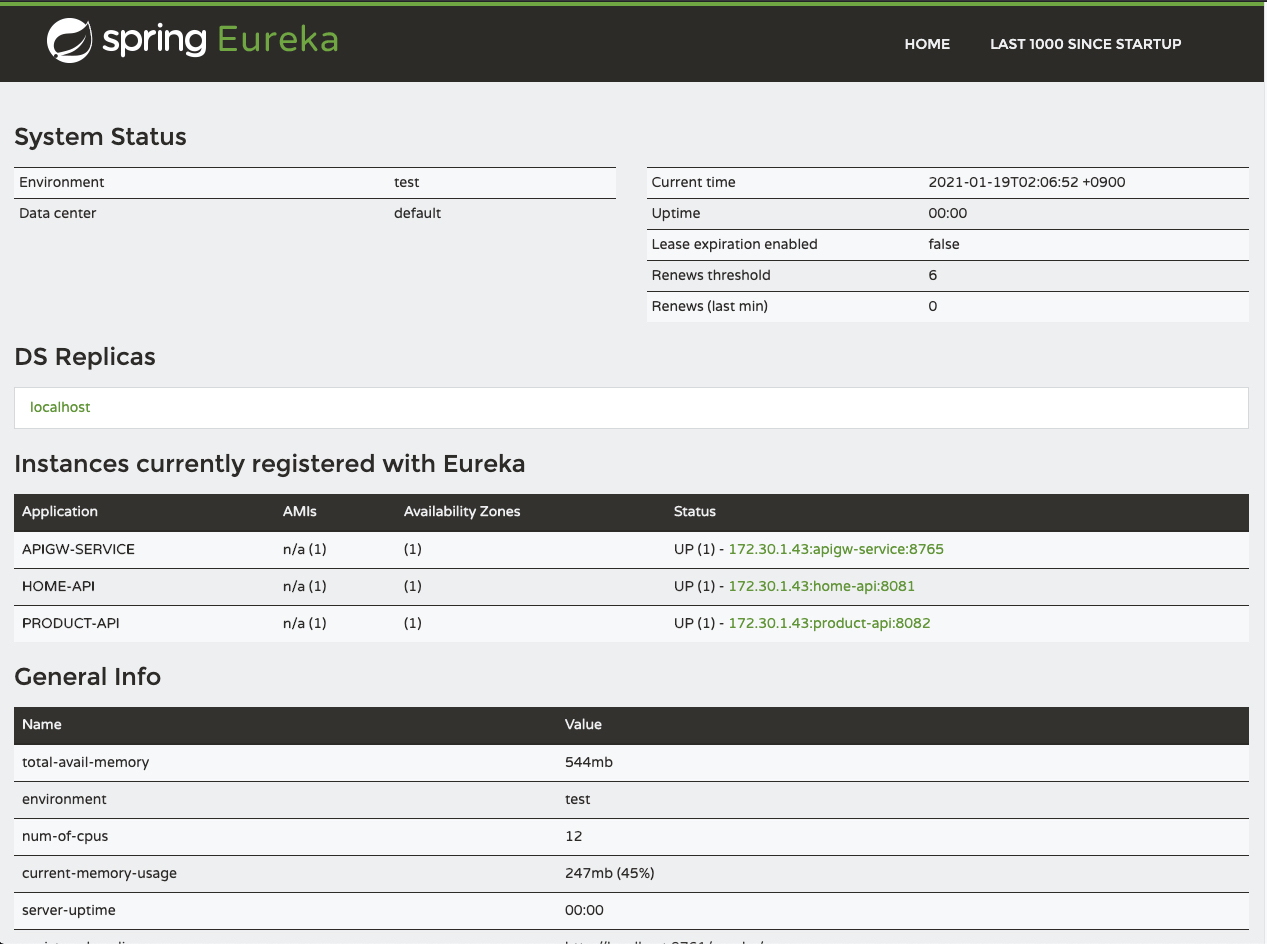 spring Eureka
HOME LAST 1000 SINCE STARTUP
System Status
Environment test
Data center default
Current time 2021-01-19T02:06:52 +0900
Uptime 00:00
Lease expiration enabled false
Renews threshold 6
Renews (last min) 0
DS Replicas
localhost
Instances currently registered with Eureka
Application AMIs Availability Zones Status
APIGW-SERVICE n/a (1) (1) UP (1) - 172.30.1.43:apigw-service:8765
HOME-API n/a (1) (1) UP (1) - 172.30.1.43:home-api:8081
PRODUCT-API n/a (1) (1) UP (1) - 172.30.1.43:product-api:8082
General Info
Name Value
total-avail-memory 544mb
environment test
num-of-cpus 12
current-memory-usage 247mb (45%)
server-uptime 00:00